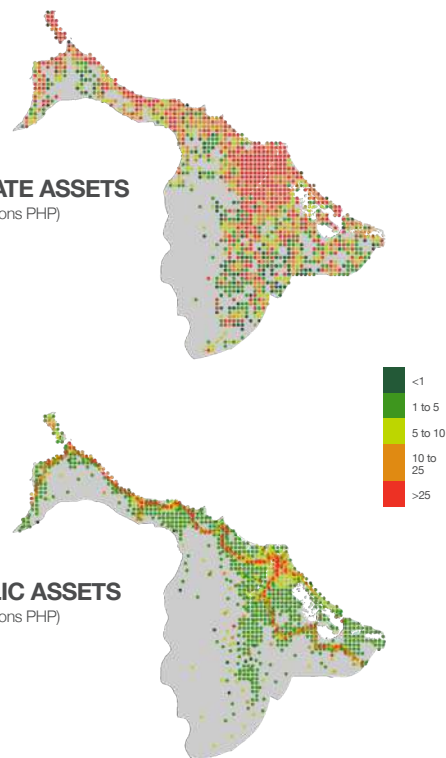 ATE ASSETS
ons PHP)
<1
1 to 5
5 to 10
10 to
25
>25
LIC ASSETS
ons PHP)